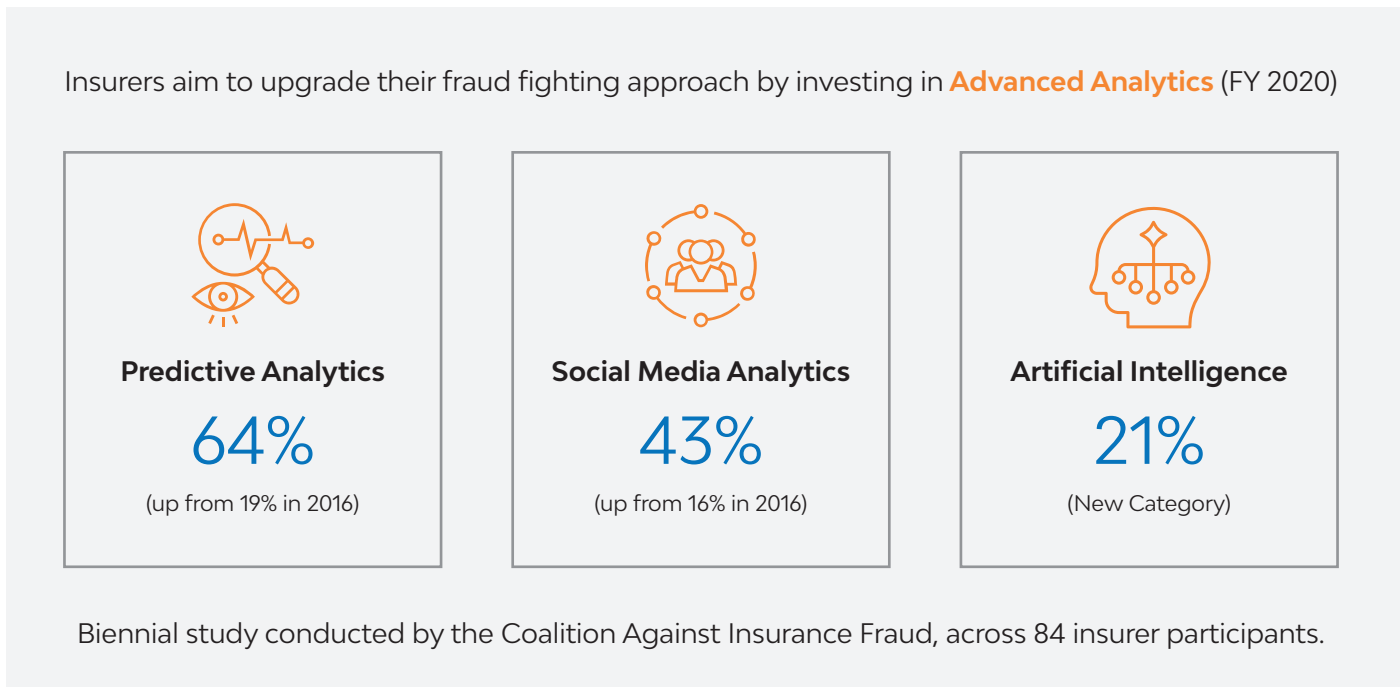 Insurers aim to upgrade their fraud fighting approach by investing in Advanced Analytics (FY 2020)
Predictive Analytics
64%
(up from 19% in 2016)
Social Media Analytics
43%
(up from 16% in 2016)
Artificial Intelligence
21%
(New Category)
Biennial study conducted by the Coalition Against Insurance Fraud, across 84 insurer participants.